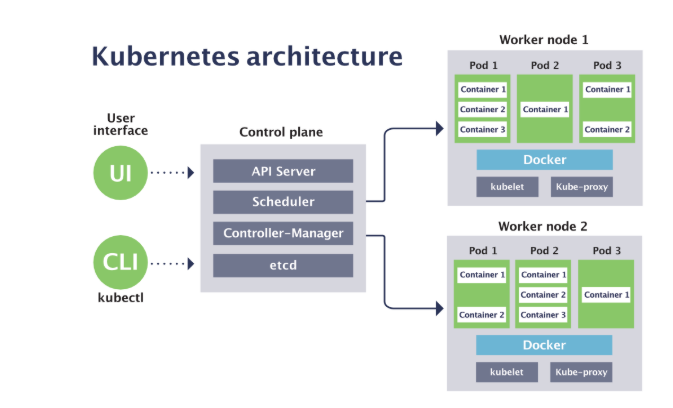 Kubernetes architecture
User
interface
UI
CLI
kubectl
Control plane
API Server
Scheduler
Controller-Manager
etcd
Worker node 1
Pod 1
Container 1
Container 2
Container 3
Pod 2
Container 1
Pod 3
Container 1
Container 2
Docker
kubelet
Kube-proxy
Worker node 2
Pod 1
Container 1
Container 2
Pod 2
Container 1
Container 2
Container 3
Pod 3
Container 1
Docker
kubelet
Kube-proxy